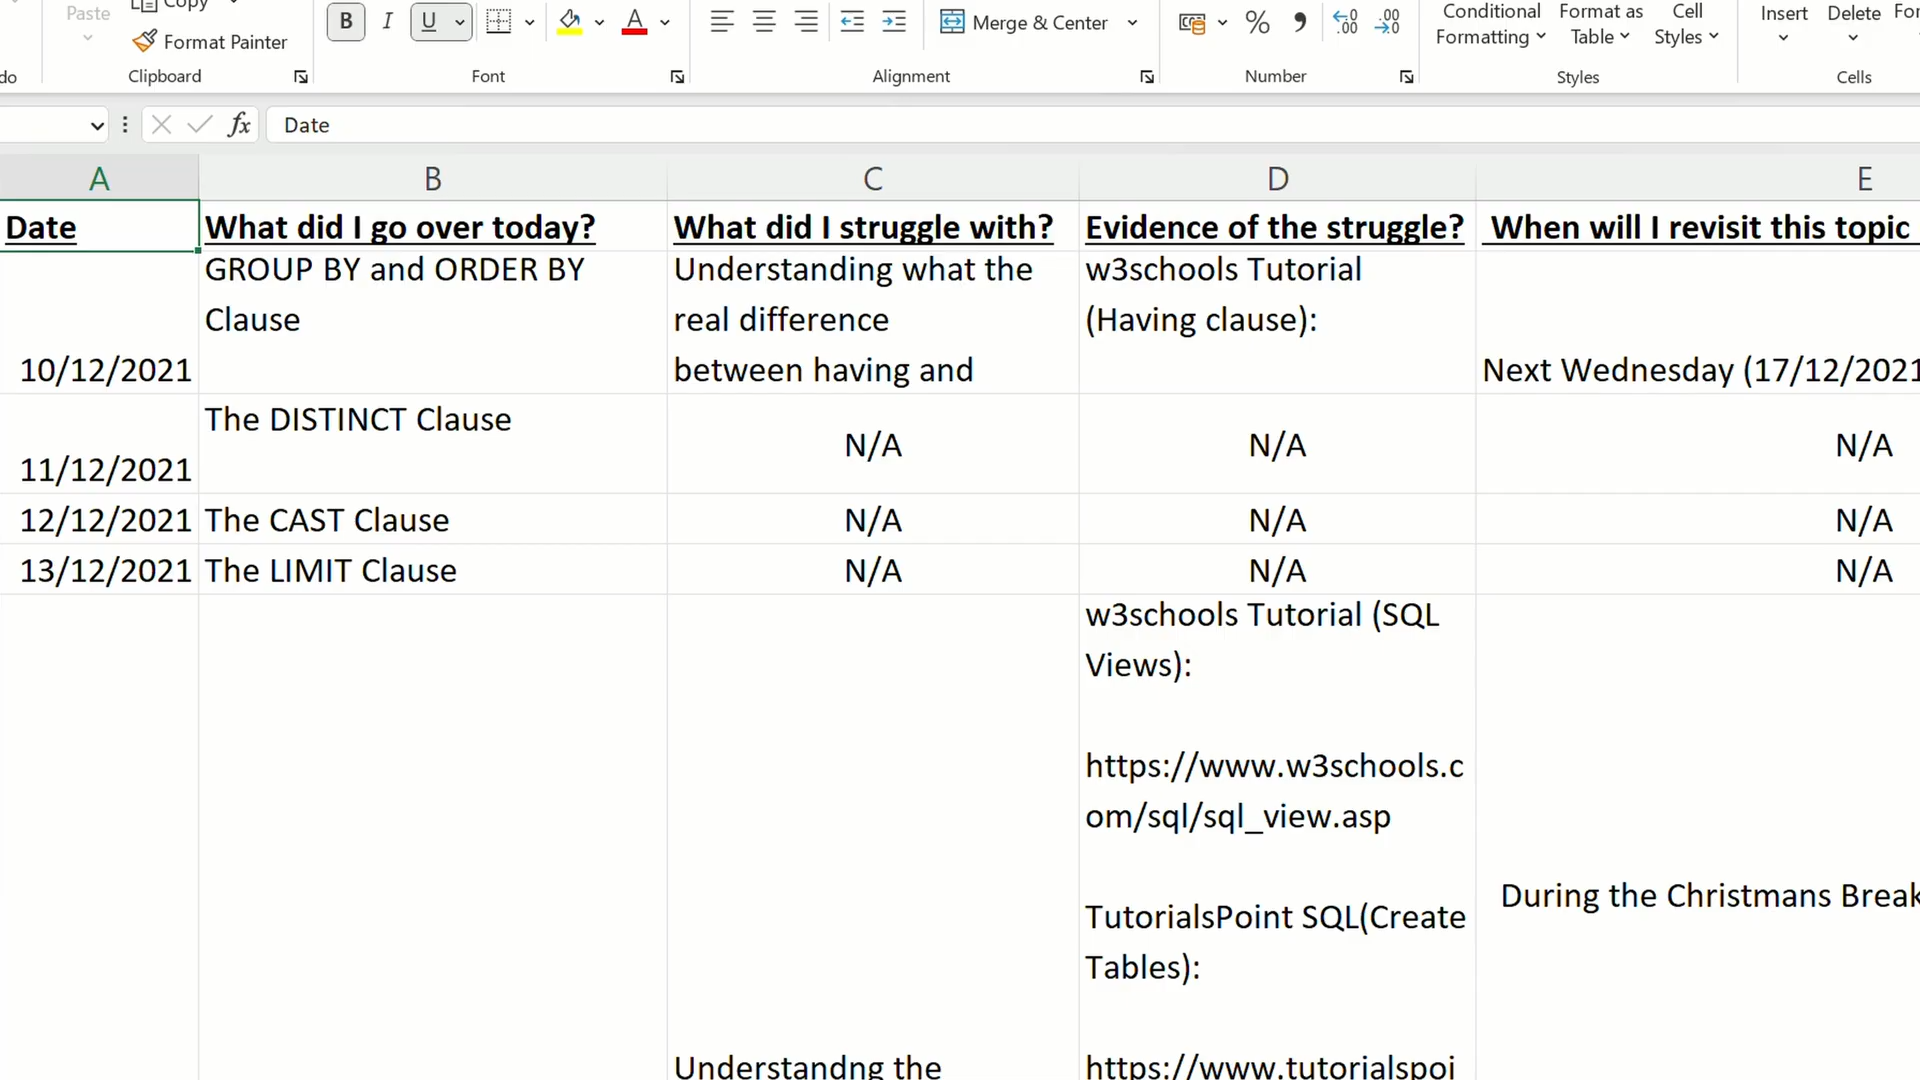 Paste
Copy
Format Painter
B I U A
Merge & Center
% 9 .00 .00
Conditional Formatting
Format as Table
Cell Styles
Insert
Delete
do
Clipboard
Font
Alignment
Number
Styles
Cells
fx Date
A B C D E
Date What did I go over today? What did I struggle with? Evidence of the struggle? When will I revisit this topic
GROUP BY and ORDER BY
Clause
Understanding what the
real difference
between having and
w3schools Tutorial
(Having clause):
10/12/2021
Next Wednesday (17/12/2021
The DISTINCT Clause
11/12/2021 N/A N/A N/A
12/12/2021 The CAST Clause N/A N/A N/A
13/12/2021 The LIMIT Clause N/A N/A N/A
w3schools Tutorial (SQL
Views):
https://www.w3schools.c
om/sql/sql_view.asp
During the Christmans Break
TutorialsPoint SQL(Create
Tables):
Understandng the
https://www.tutorialspoi